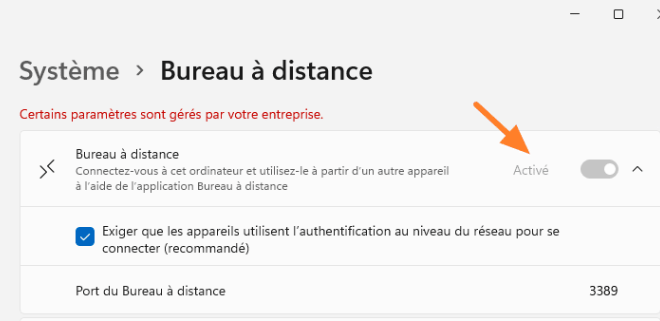 Système › Bureau à distance
Certains paramètres sont gérés par votre entreprise.
Bureau à distance
Connectez-vous à cet ordinateur et utilisez-le à partir d'un autre appareil
à l'aide de l'application Bureau à distance
Activé
Exiger que les appareils utilisent l'authentification au niveau du réseau pour se
connecter (recommandé)
Port du Bureau à distance 3389